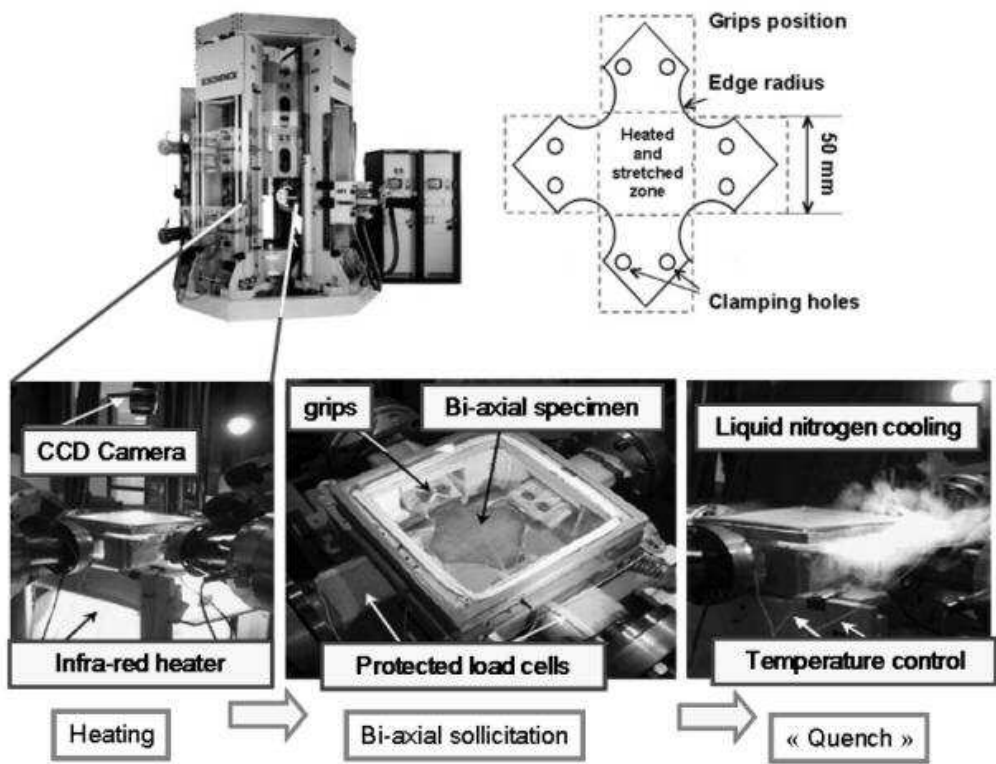 Grips position
Edge radius
Heated
and
stretched
zone
50 mm
Clamping holes
CCD Camera
Infra-red heater
grips
Bi-axial specimen
Protected load cells
Liquid nitrogen cooling
Temperature control
Heating
Bi-axial sollicitation
« Quench »